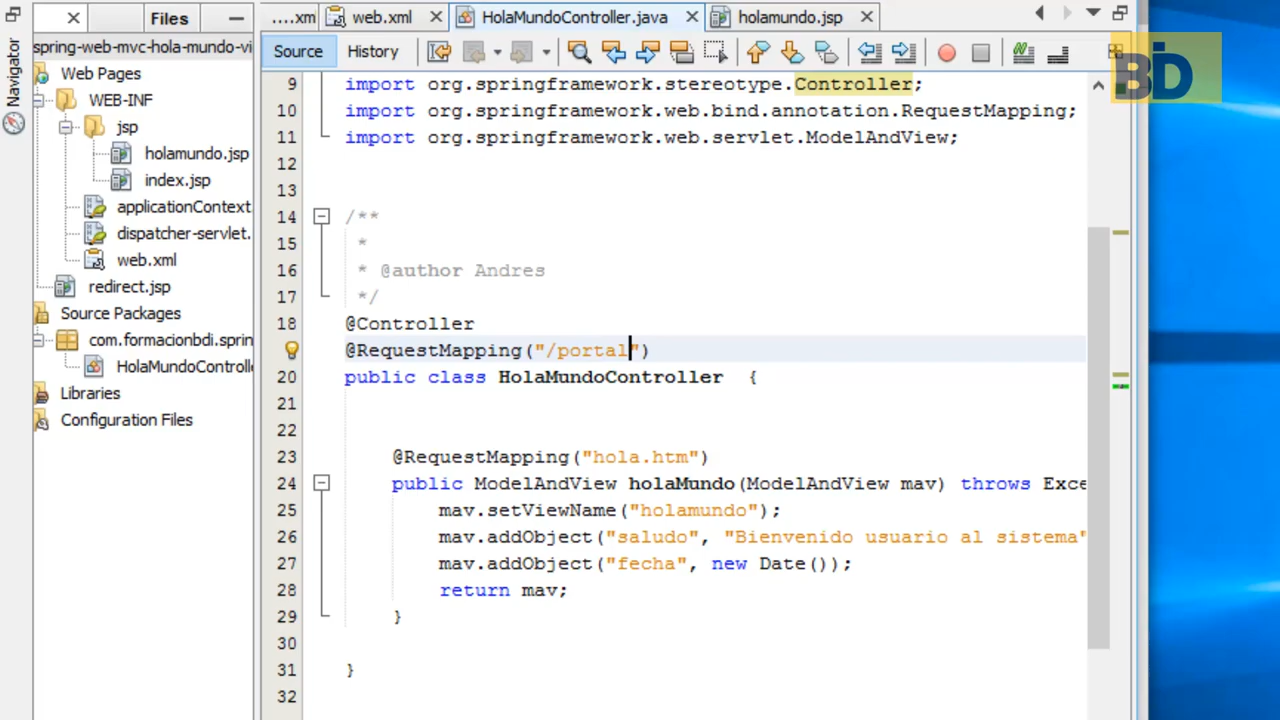 Files
....xm
web.xml
HolaMundoController.java
holamundo.jsp
Navigator
spring-web-mvc-hola-mundo-vi
Source
History
BDI
Web Pages
WEB-INF
jsp
holamundo.jsp
index.jsp
applicationContext.
dispatcher-servlet.
web.xml
redirect.jsp
Source Packages
com.formacionbdi.sprin
HolaMundoControlle
Libraries
Configuration Files
9 import org.springframework.stereotype.Controller;
10 import org.springframework.web.bind.annotation.RequestMapping;
11 import org.springframework.web.servlet.ModelAndView;
12
13
14 /**
15 *
16 * @author Andres
17 */
18 @Controller
@RequestMapping("/portal")
20 public class HolaMundoController {
21
22
23 @RequestMapping("hola.htm")
24 public ModelAndView holaMundo(ModelAndView mav) throws Exce
25 mav.setViewName("holamundo");
26 mav.addObject("saludo", "Bienvenido usuario al sistema"
27 mav.addObject("fecha", new Date());
28 return mav;
29 }
30
31 }
32